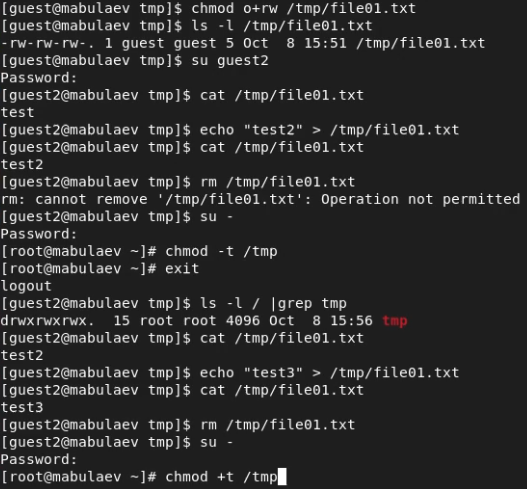 [guest@mabulaev tmp]$ chmod o+rw /tmp/file01.txt
[guest@mabulaev tmp]$ ls -l /tmp/file01.txt
-rw-rw-rw-. 1 guest guest 5 Oct  8 15:51 /tmp/file01.txt
[guest@mabulaev tmp]$ su guest2
Password:
[guest2@mabulaev tmp]$ cat /tmp/file01.txt
test
[guest2@mabulaev tmp]$ echo "test2" > /tmp/file01.txt
[guest2@mabulaev tmp]$ cat /tmp/file01.txt
test2
[guest2@mabulaev tmp]$ rm /tmp/file01.txt
rm: cannot remove '/tmp/file01.txt': Operation not permitted
[guest2@mabulaev tmp]$ su -
Password:
[root@mabulaev ~]# chmod -t /tmp
[root@mabulaev ~]# exit
logout
[guest2@mabulaev tmp]$ ls -l / |grep tmp
drwxrwxrwx.  15 root root 4096 Oct  8 15:56 tmp
[guest2@mabulaev tmp]$ cat /tmp/file01.txt
test2
[guest2@mabulaev tmp]$ echo "test3" > /tmp/file01.txt
[guest2@mabulaev tmp]$ cat /tmp/file01.txt
test3
[guest2@mabulaev tmp]$ rm /tmp/file01.txt
[guest2@mabulaev tmp]$ su -
Password:
[root@mabulaev ~]# chmod +t /tmp